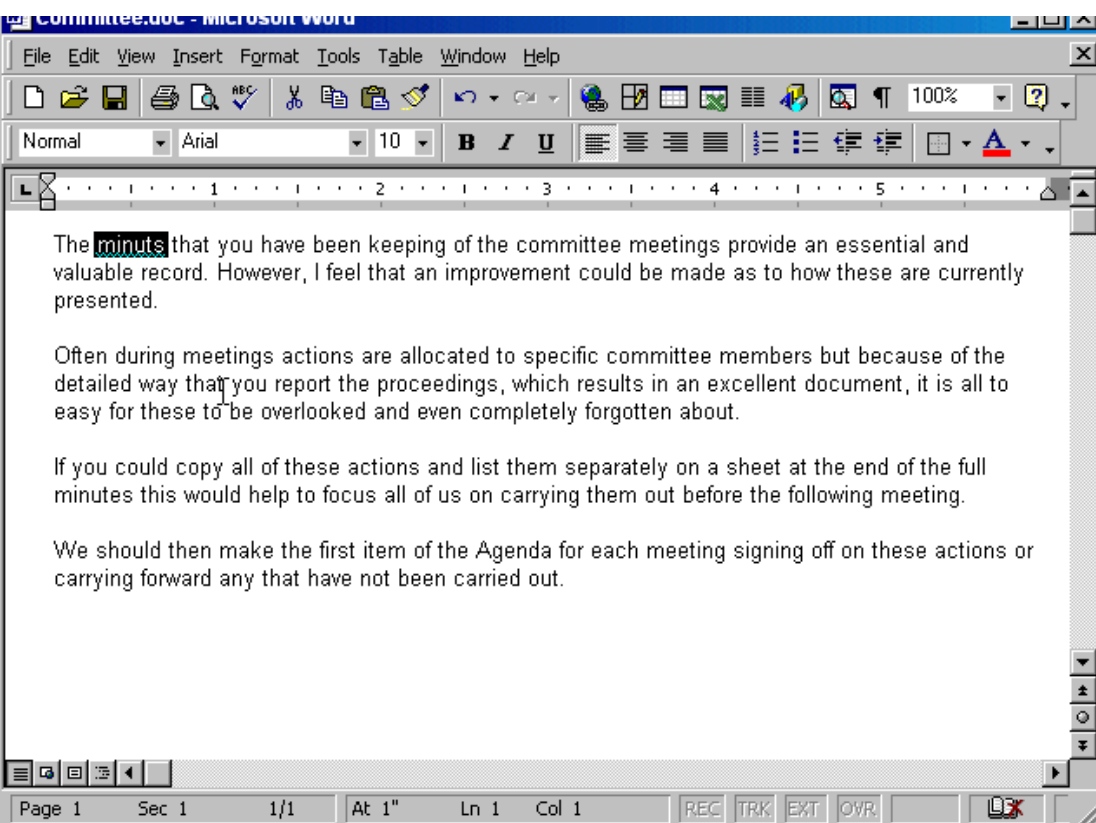 Committee.doc - Microsoft Word
File Edit View Insert Format Tools Table Window Help
ABC 100% ?
Normal Arial 10 B I U A
L 1 2 3 4 5
The minuts that you have been keeping of the committee meetings provide an essential and
valuable record. However, I feel that an improvement could be made as to how these are currently
presented.
Often during meetings actions are allocated to specific committee members but because of the
detailed way that you report the proceedings, which results in an excellent document, it is all to
easy for these to be overlooked and even completely forgotten about.
If you could copy all of these actions and list them separately on a sheet at the end of the full
minutes this would help to focus all of us on carrying them out before the following meeting.
We should then make the first item of the Agenda for each meeting signing off on these actions or
carrying forward any that have not been carried out.
Page 1 Sec 1 1/1 At 1" Ln 1 Col 1 REC TRK EXT OVR